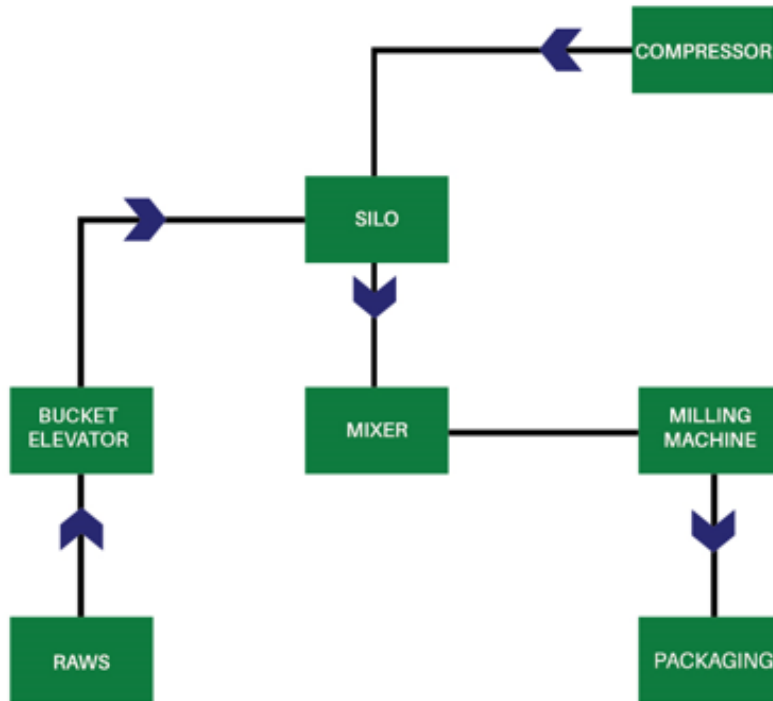 COMPRESSOR
SILO
BUCKET
ELEVATOR
MIXER
MILLING
MACHINE
RAWS
PACKAGING